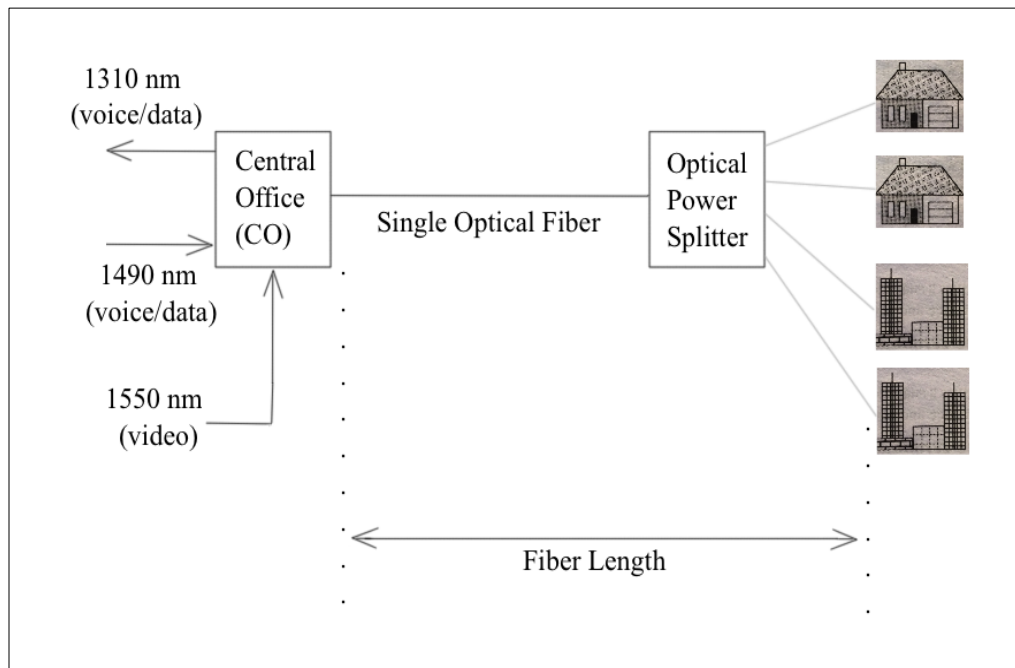 1310 nm
(voice/data)
Central
Office
(CO)
1490 nm
(voice/data)
1550 nm
(video)
Single Optical Fiber
Optical
Power
Splitter
Fiber Length